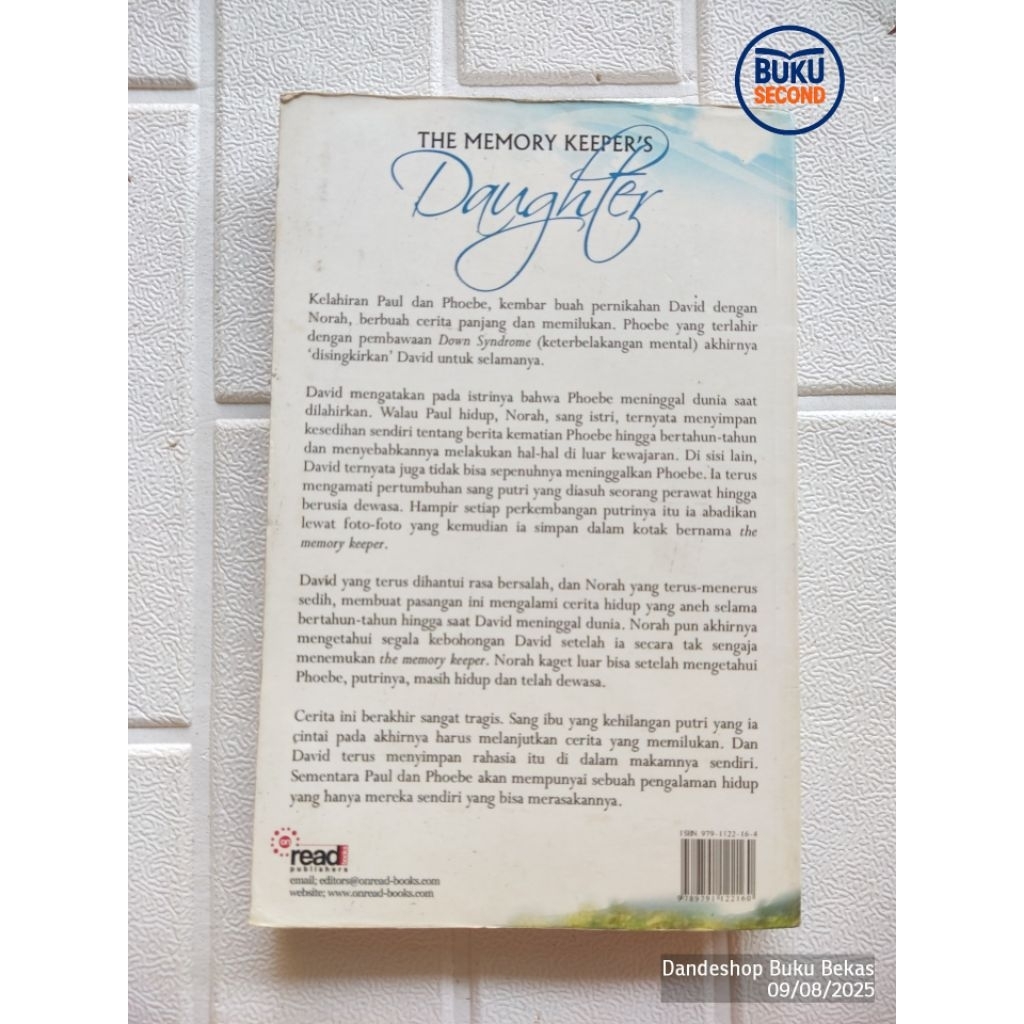 BUKU
SECOND
THE MEMORY KEEPER'S
Daughter
Kelahiran Paul dan Phoebe, kembar buah pernikahan David dengan
Norah, berbuah cerita panjang dan memilukan. Phoebe yang terlahir
dengan pembawaan Down Syndrome (keterbelakangan mental) akhirnya
'disingkirkan' David untuk selamanya.
David mengatakan pada istrinya bahwa Phoebe meninggal dunia saat
dilahirkan. Walau Paul hidup, Norah, sang istri, ternyata menyimpan
kesedihan sendiri tentang berita kematian Phoebe hingga bertahun-tahun
dan menyebabkannya melakukan hal-hal di luar kewajaran. Di sisi lain,
David ternyata juga tidak bisa sepenuhnya meninggalkan Phoebe. Ia terus
mengamati pertumbuhan sang putri yang diasuh seorang perawat hingga
berusia dewasa. Hampir setiap perkembangan putrinya itu ia abadikan
lewat foto-foto yang kemudian ia simpan dalam kotak bernama the
memory keeper.
David yang terus dihantui rasa bersalah, dan Norah yang terus-menerus
sedih, membuat pasangan ini mengalami cerita hidup yang aneh selama
bertahun-tahun hingga saat David meninggal dunia. Norah pun akhirnya
mengetahui segala kebohongan David setelah ia secara tak sengaja
menemukan the memory keeper. Norah kaget luar bisa setelah mengetahui
Phoebe, putrinya, masih hidup dan telah dewasa.
Cerita ini berakhir sangat tragis. Sang ibu yang kehilangan putri yang ia
cintai pada akhirnya harus melanjutkan cerita yang memilukan. Dan
David terus menyimpan rahasia itu di dalam makamnya sendiri.
Sementara Paul dan Phoebe akan mempunyai sebuah pengalaman hidup
yang hanya mereka sendiri yang bisa merasakannya.
on
read books
publishers
email; editors@onread-books.com
website; www.onread-books.com
ISBN 979-1122-16-4
9789791122160
Dandeshop Buku Bekas
09/08/2025